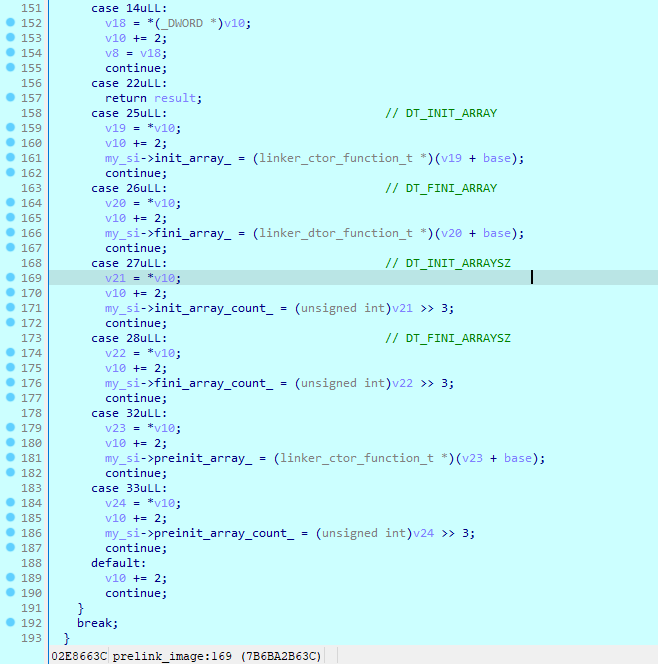 151 case 14uLL:
152 v18 = *(_DWORD *)v10;
153 v10 += 2;
154 v8 = v18;
155 continue;
156 case 22uLL:
157 return result;
158 case 25uLL: // DT_INIT_ARRAY
159 v19 = *v10;
160 v10 += 2;
161 my_si->init_array_ = (linker_ctor_function_t *)(v19 + base);
162 continue;
163 case 26uLL: // DT_FINI_ARRAY
164 v20 = *v10;
165 v10 += 2;
166 my_si->fini_array_ = (linker_dtor_function_t *)(v20 + base);
167 continue;
168 case 27uLL: // DT_INIT_ARRAYSZ
169 v21 = *v10;
170 v10 += 2;
171 my_si->init_array_count_ = (unsigned int)v21 >> 3;
172 continue;
173 case 28uLL: // DT_FINI_ARRAYSZ
174 v22 = *v10;
175 v10 += 2;
176 my_si->fini_array_count_ = (unsigned int)v22 >> 3;
177 continue;
178 case 32uLL:
179 v23 = *v10;
180 v10 += 2;
181 my_si->preinit_array_ = (linker_ctor_function_t *)(v23 + base);
182 continue;
183 case 33uLL:
184 v24 = *v10;
185 v10 += 2;
186 my_si->preinit_array_count_ = (unsigned int)v24 >> 3;
187 continue;
188 default:
189 v10 += 2;
190 continue;
191 }
192 break;
193 }
02E8663C prelink_image:169 (7B6BA2B63C)